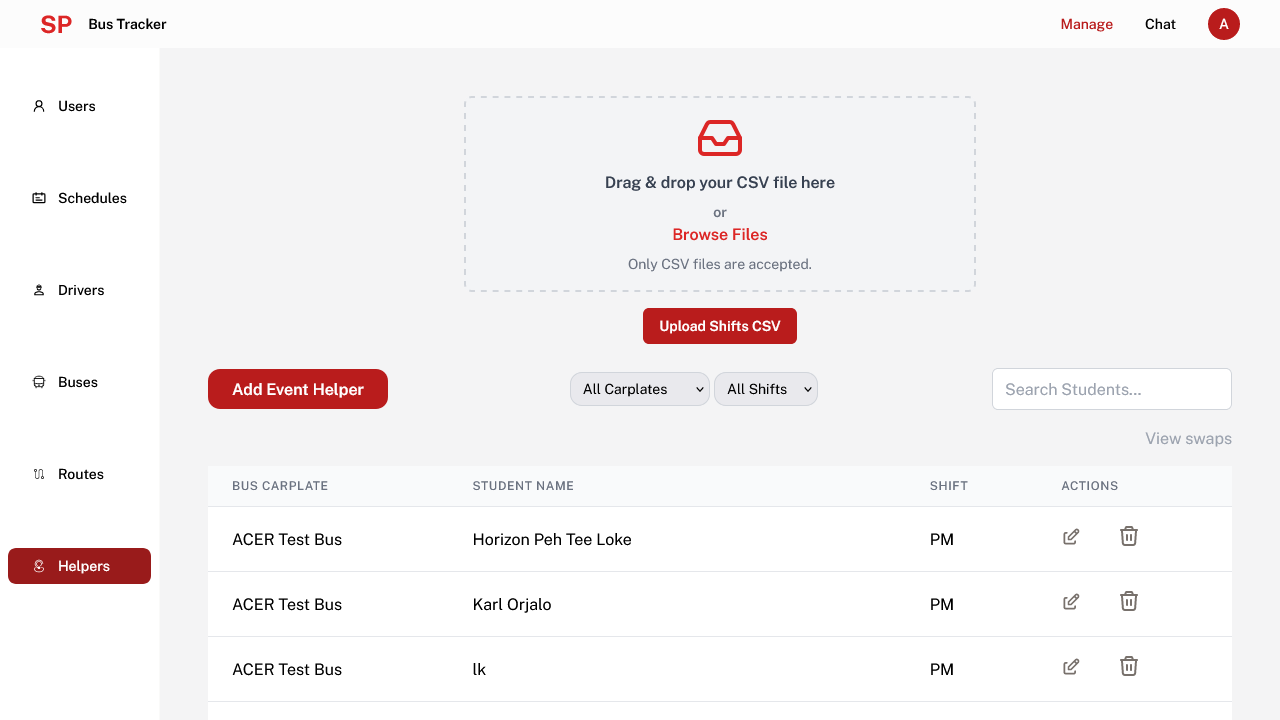 SP Bus Tracker
Manage Chat A
Users
Schedules
Drivers
Buses
Routes
Helpers
Drag & drop your CSV file here
or
Browse Files
Only CSV files are accepted.
Upload Shifts CSV
Add Event Helper
All Carplates
All Shifts
Search Students...
View swaps
BUS CARPLATE STUDENT NAME SHIFT ACTIONS
ACER Test Bus Horizon Peh Tee Loke PM
ACER Test Bus Karl Orjalo PM
ACER Test Bus lk PM